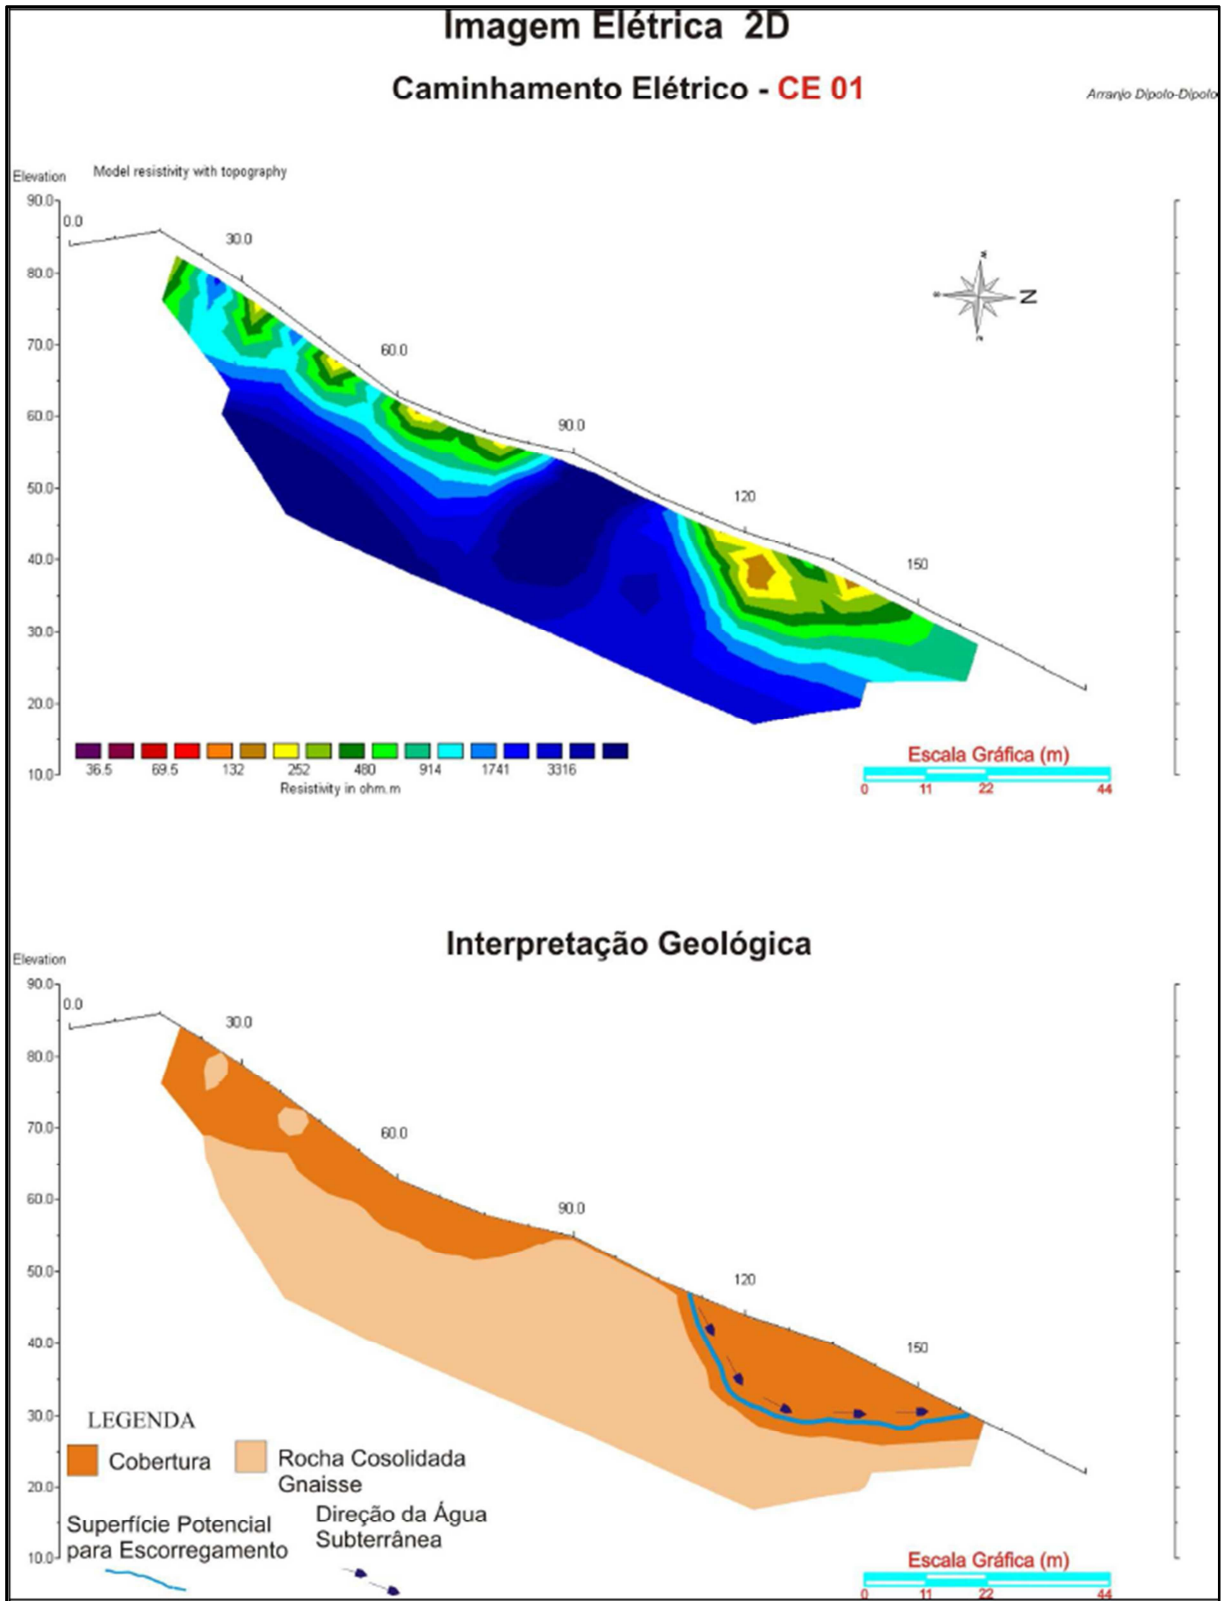 Imagem Elétrica 2D
Caminhamento Elétrico - CE 01
Arranjo Dipolo-Dipolo
Elevation
Model resistivity with topography
90.0
0.0
30.0
80.0
N
70.0
60.0
60.0
90.0
50.0
120
40.0
150
30.0
20.0
10.0
36.5 69.5 132 252 480 914 1741 3316
Resistivity in ohm.m
Escala Gráfica (m)
0 11 22 44
Interpretação Geológica
Elevation
90.0
0.0
30.0
80.0
70.0
60.0
60.0
90.0
50.0
120
40.0
150
30.0
20.0
10.0
LEGENDA
Cobertura
Rocha Cosolidada
Gnaisse
Superfície Potencial
para Escorregamento
Direção da Água
Subterrânea
Escala Gráfica (m)
0 11 22 44